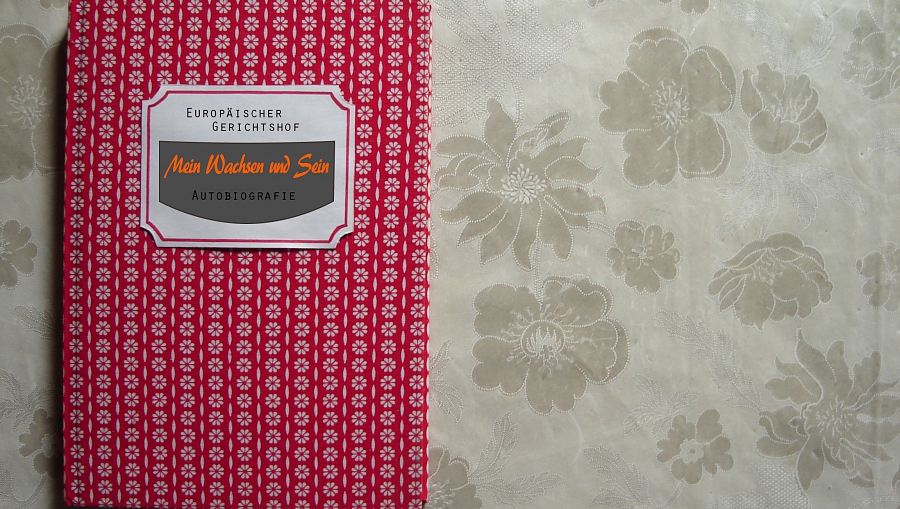 Europäischer
Gerichtshof
Mein Wachsen und Sein
Autobiografie